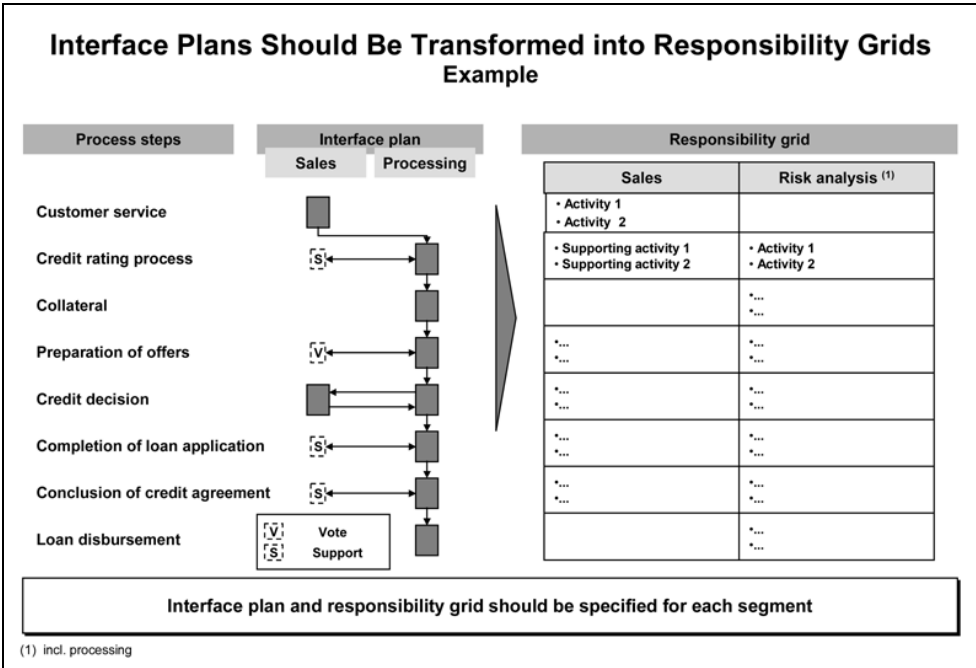 Interface Plans Should Be Transformed into Responsibility Grids
Example
Process steps
Interface plan
Responsibility grid
Sales
Processing
Sales
Risk analysis (1)
Customer service
• Activity 1
• Activity 2
Credit rating process
S
• Supporting activity 1
• Supporting activity 2
• Activity 1
• Activity 2
Collateral
•...
•...
Preparation of offers
V
•...
•...
•...
•...
Credit decision
•...
•...
•...
•...
Completion of loan application
S
•...
•...
•...
•...
Conclusion of credit agreement
S
•...
•...
•...
•...
Loan disbursement
V Vote
S Support
•...
•...
Interface plan and responsibility grid should be specified for each segment
(1) incl. processing